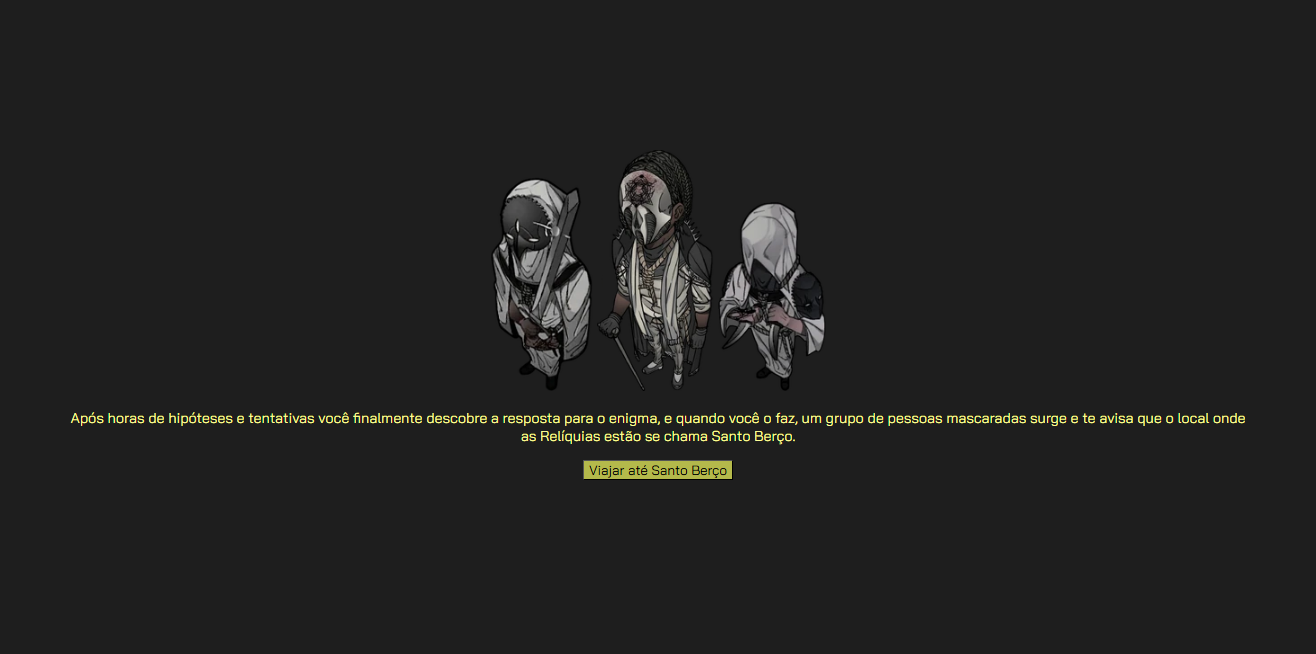 Após horas de hipóteses e tentativas você finalmente descobre a resposta para o enigma, e quando você o faz, um grupo de pessoas mascaradas surge e te avisa que o local onde
as Relíquias estão se chama Santo Berço.
Viajar até Santo Berço